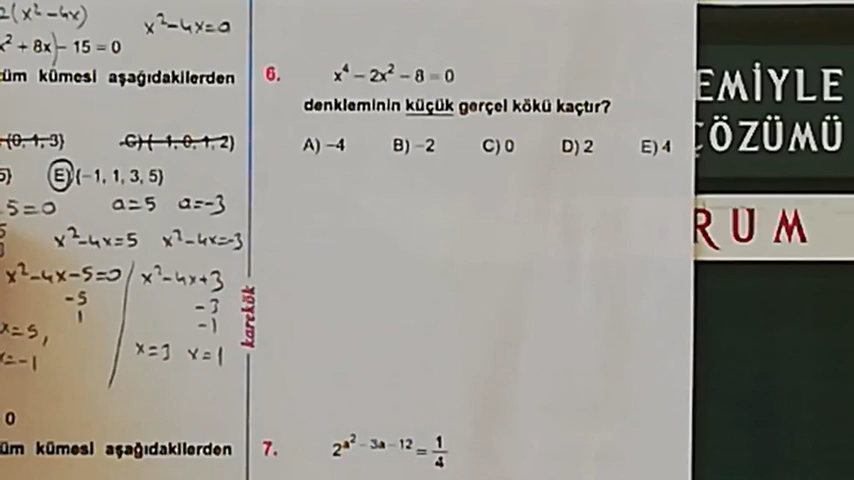 2(x²-4x)
x²-4x=a
x² + 8x) - 15 = 0
üm kümesi aşağıdakilerden
{0, 1, 3}
C) {-1, 0, 1, 2}
5}
E) {-1, 1, 3, 5}
5=0
a=5 a=-3
x²-4x=5 x²-4x=-3
x²-4x-5=0 x²-4x+3
-5 -3
1 -1
x=5, x=3 x=1
x=-1
0
üm kümesi aşağıdakilerden
karekök
6. x⁴ - 2x² - 8 = 0
denkleminin küçük gerçel kökü kaçtır?
A) -4 B) -2 C) 0 D) 2 E) 4
7. 2^(a² - 3a - 12) = 1/4
EMİYLE
ÇÖZÜMÜ
RUM